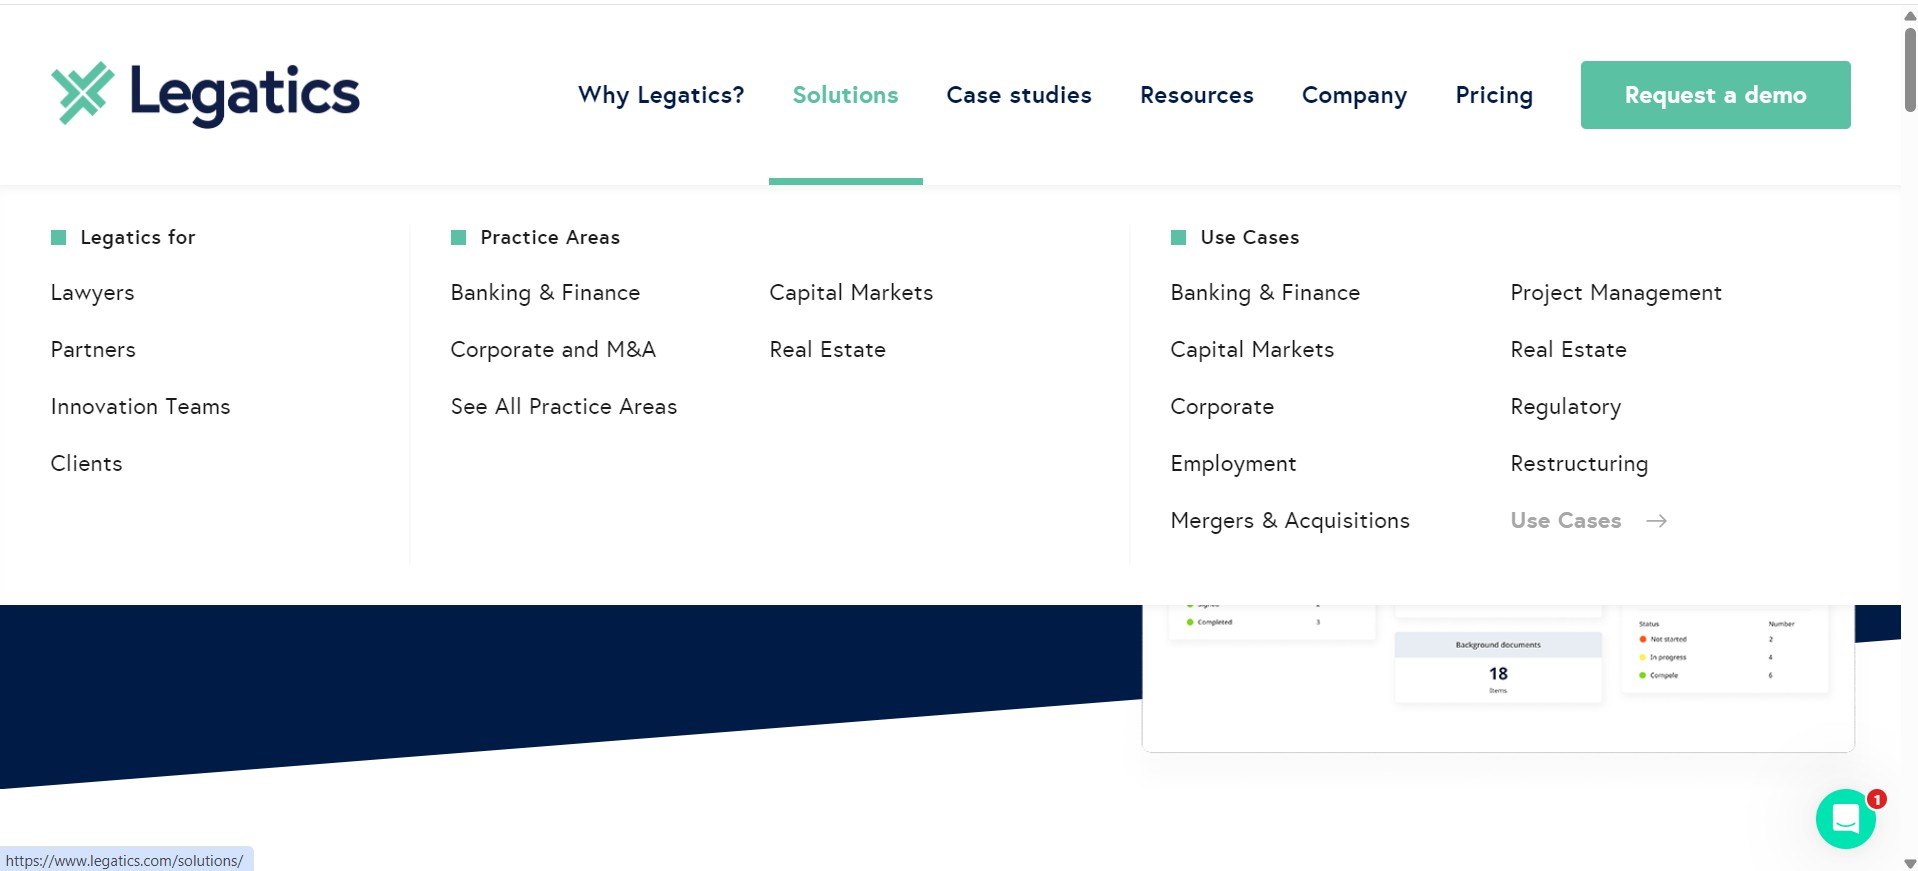 Legatics
Why Legatics? Solutions Case studies Resources Company Pricing Request a demo
Legatics for
Lawyers
Partners
Innovation Teams
Clients
Practice Areas
Banking & Finance Capital Markets
Corporate and M&A Real Estate
See All Practice Areas
Use Cases
Banking & Finance Project Management
Capital Markets Real Estate
Corporate Regulatory
Employment Restructuring
Mergers & Acquisitions Use Cases →
Completed 3
Background documents
18
Items
Status Number
Not started 2
In progress 4
Compele 6
1
https://www.legatics.com/solutions/